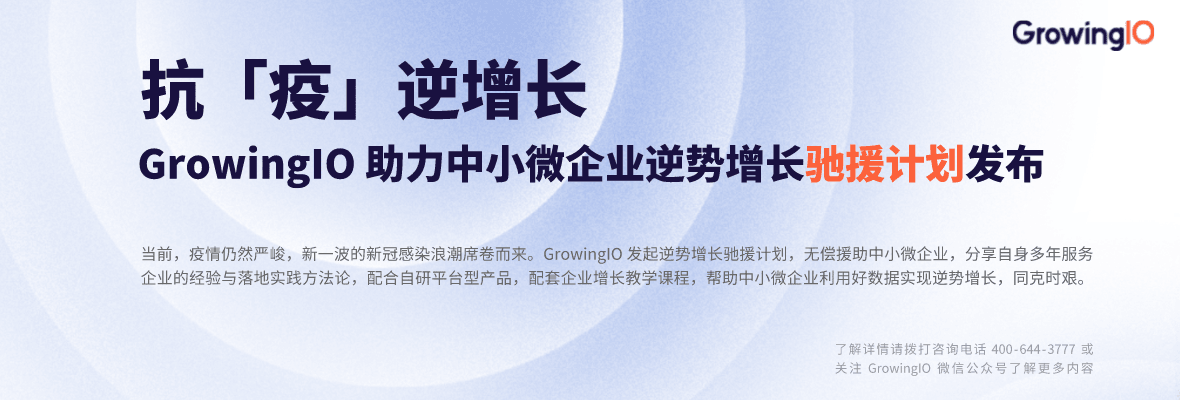 GrowingIO
抗「疫」逆增长
GrowingIO 助力中小微企业逆势增长驰援计划发布
当前，疫情仍然严峻，新一波的新冠感染浪潮席卷而来。GrowingIO 发起逆势增长驰援计划，无偿援助中小微企业，分享自身多年服务
企业的经验与落地实践方法论，配合自研平台型产品，配套企业增长教学课程，帮助中小微企业利用好数据实现逆势增长，同克时艰。
了解详情请拨打咨询电话 400-644-3777 或
关注 GrowingIO 微信公众号了解更多内容